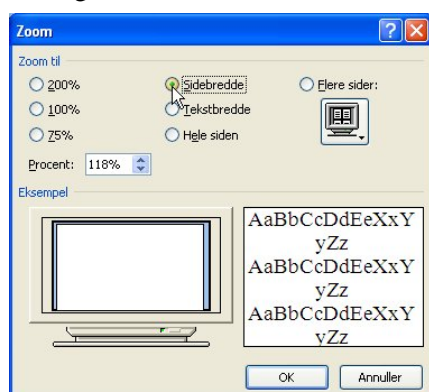 Zoom
Zoom til
200% Sidebredde Flere sider:
100% Tekstbredde
75% Hele siden
Procent: 118%
Eksempel
AaBbCcDdEeXxY
yZz
AaBbCcDdEeXxY
yZz
AaBbCcDdEeXxY
yZz
OK Annuller